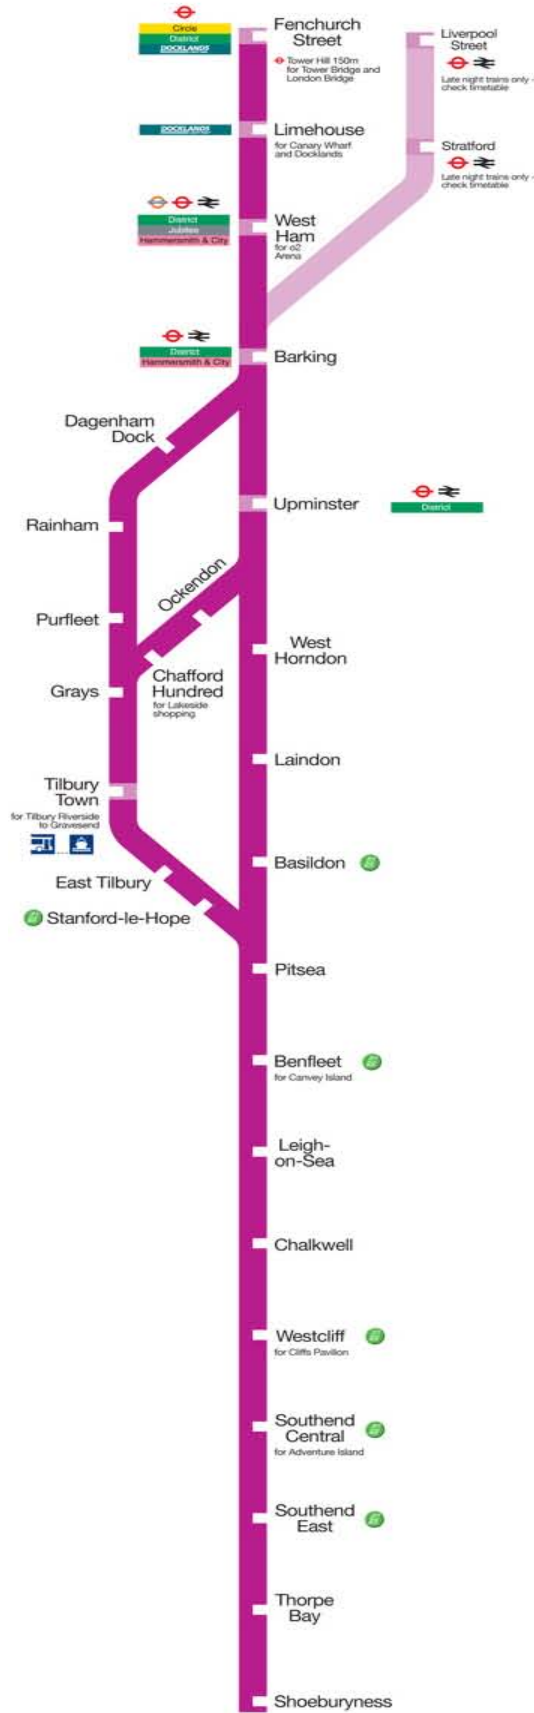 Circle
District
DOCKLANDS
Fenchurch
Street
Tower Hill 150m
for Tower Bridge and
London Bridge
Liverpool
Street
Late night trains only -
check timetable
DOCKLANDS
Limehouse
for Canary Wharf
and Docklands
Stratford
Late night trains only -
check timetable
District
Jubilee
Hammersmith & City
West
Ham
for o2
Arena
District
Hammersmith & City
Barking
Dagenham
Dock
Upminster
District
Rainham
Ockendon
Purfleet
West
Horndon
Chafford
Hundred
for Lakeside
shopping
Grays
Laindon
Tilbury
Town
for Tilbury Riverside
to Gravesend
Basildon
East Tilbury
Stanford-le-Hope
Pitsea
Benfleet
for Canvey Island
Leigh-
on-Sea
Chalkwell
Westcliff
for Cliffs Pavilion
Southend
Central
for Adventure Island
Southend
East
Thorpe
Bay
Shoeburyness